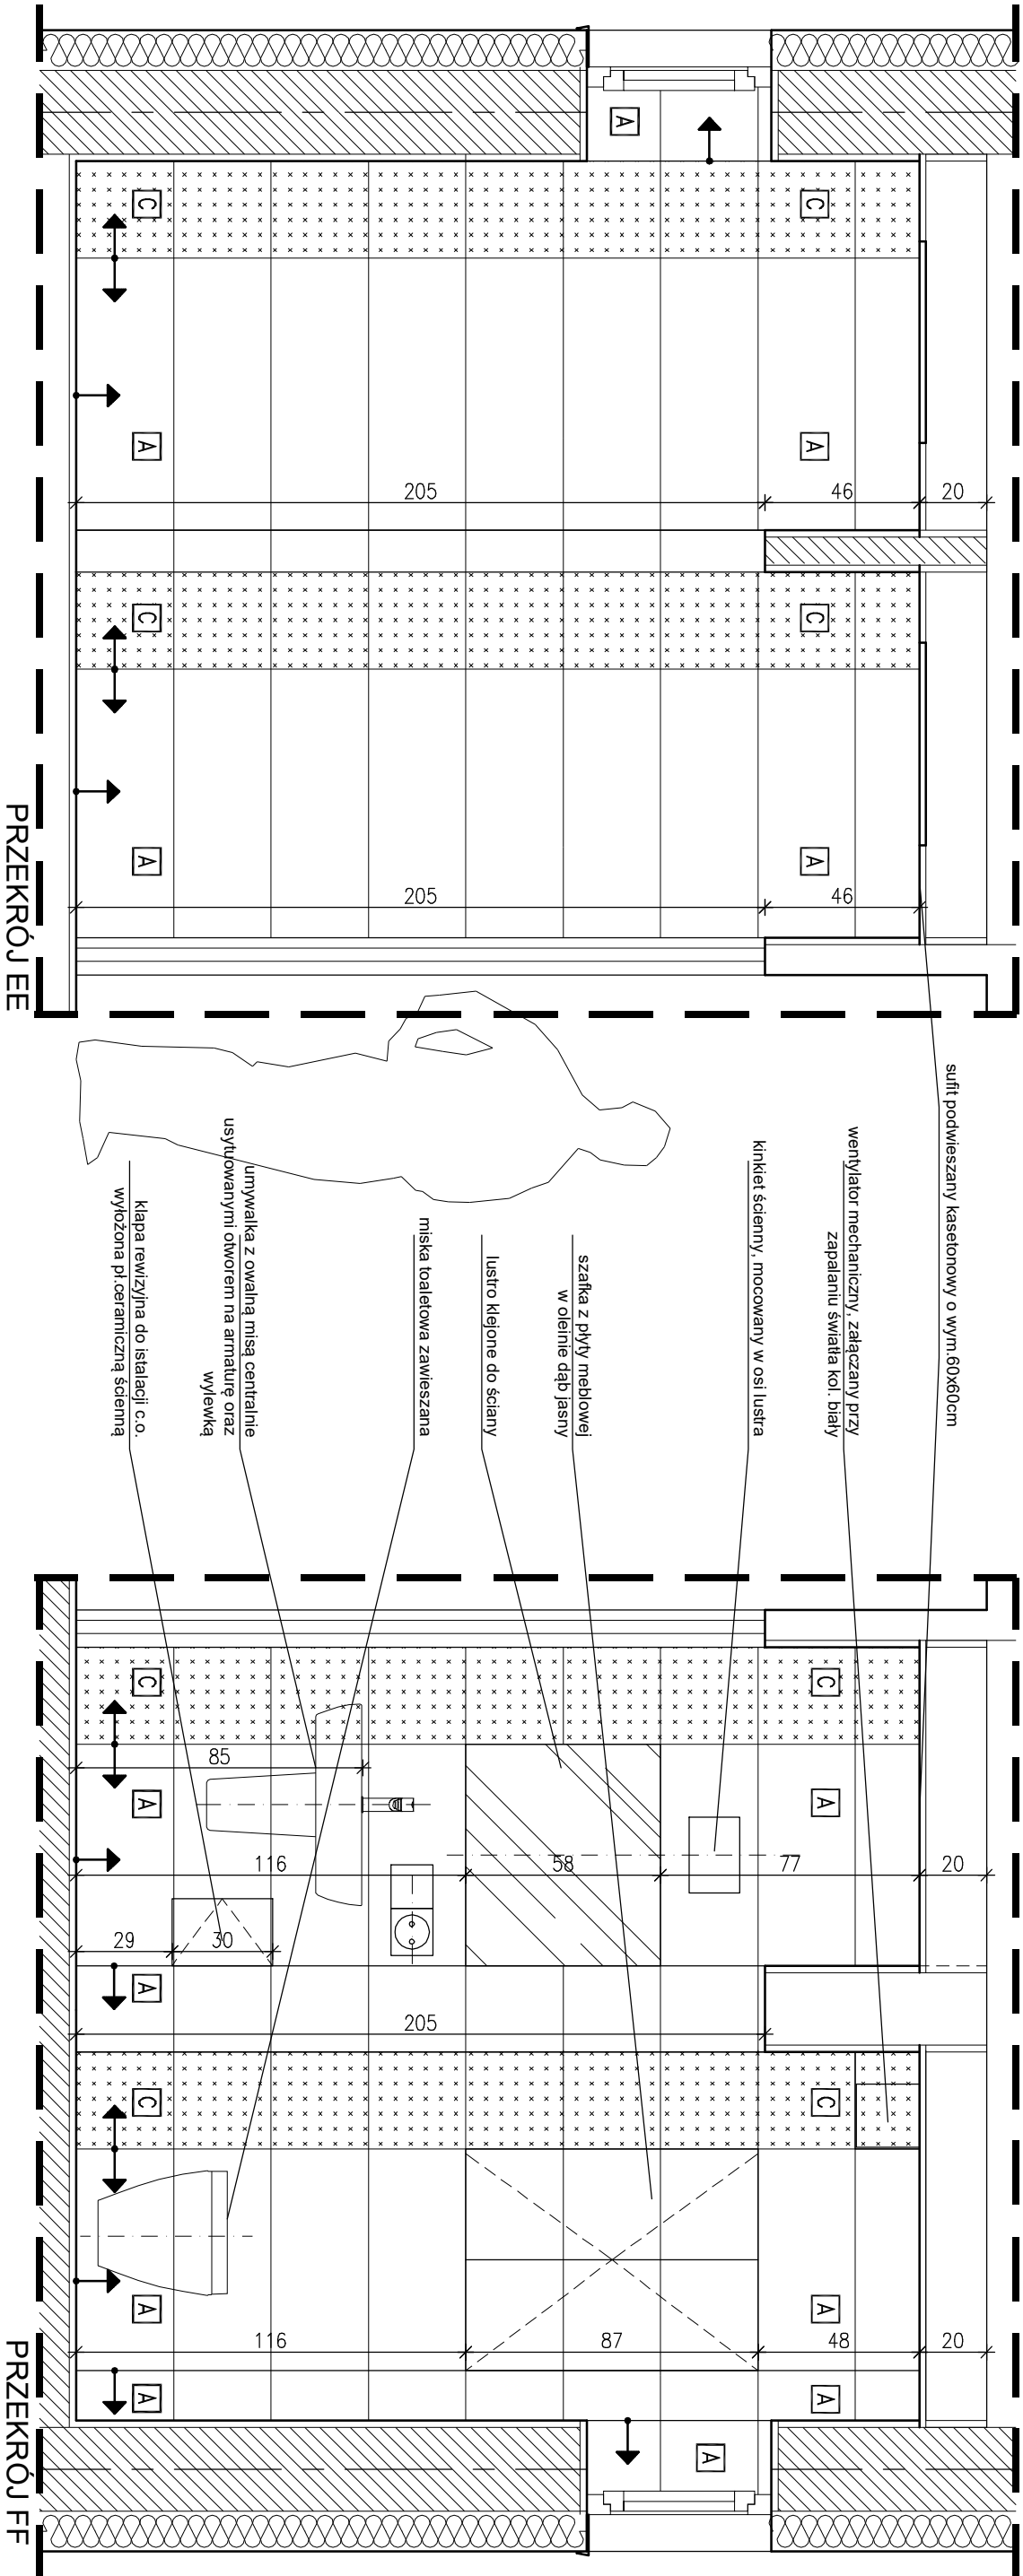 C
A
C
A
A
20
46
205
46
205
C
A
C
A
PRZEKRÓJ EE
sufit podwieszany kasetonowy o wym.60x60cm
wentylator mechaniczny, załączany przy
zapalaniu światła kol. biały
kinkiet ścienny, mocowany w osi lustra
szafka z płyty meblowej
w oleinie dąb jasny
lustro klejone do ściany
miska toaletowa zawieszana
umywalka z owalną misą centralnie
usytuowanymi otworem na armaturę oraz
wylewką
klapa rewizyjna do istalacji c.o.
wyłożona pł.ceramiczną ścienną
C
A
C
A
A
A
20
77
58
116
85
30
29
205
20
48
87
116
C
A
A
C
A
A
PRZEKRÓJ FF